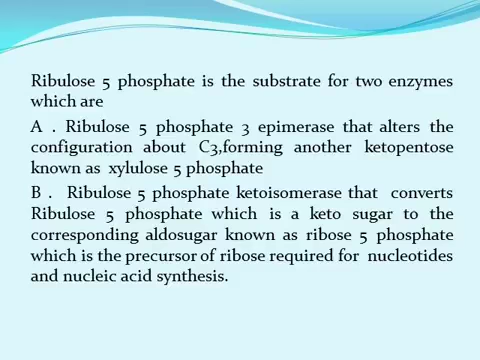 Ribulose 5 phosphate is the substrate for two enzymes
which are
A . Ribulose 5 phosphate 3 epimerase that alters the
configuration about C3,forming another ketopentose
known as xylulose 5 phosphate
B . Ribulose 5 phosphate ketoisomerase that converts
Ribulose 5 phosphate which is a keto sugar to the
corresponding aldosugar known as ribose 5 phosphate
which is the precursor of ribose required for nucleotides
and nucleic acid synthesis.